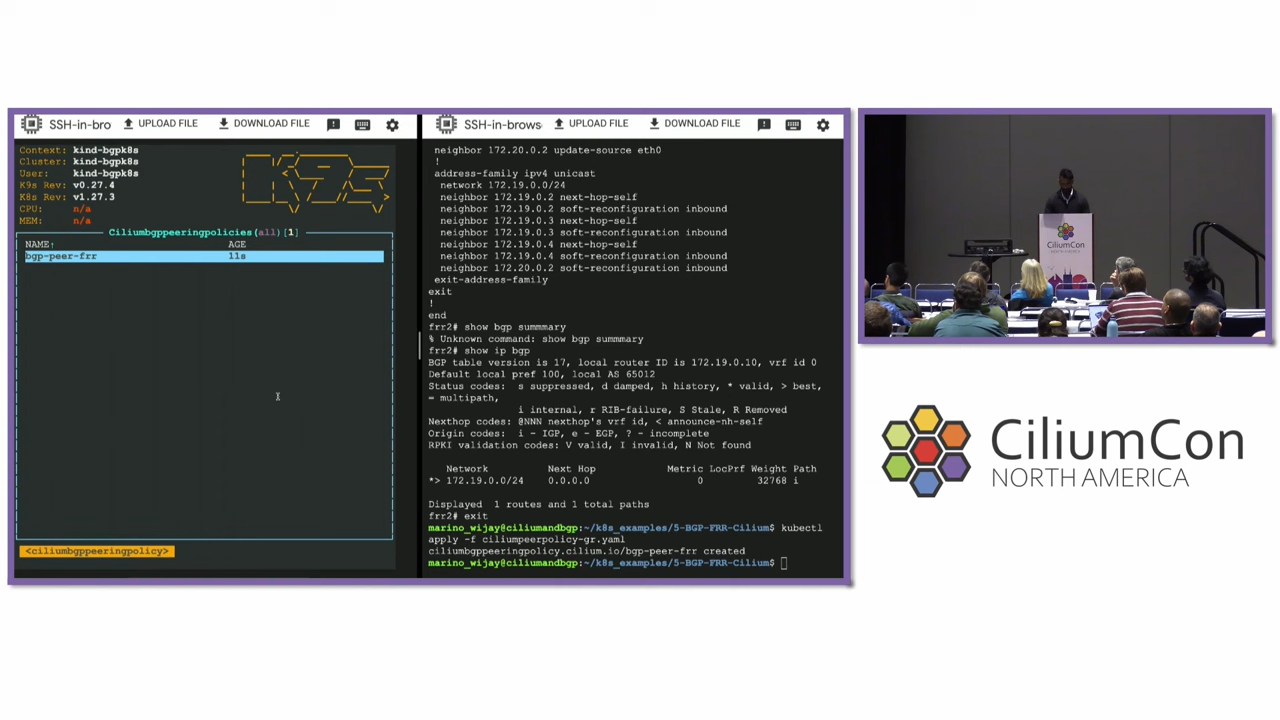 SSH-in-bro
UPLOAD FILE
DOWNLOAD FILE
Context: kind-bgpk8s
Cluster: kind-bgpk8s
User: kind-bgpk8s
K9s Rev: v0.27.4
K8s Rev: v1.27.3
CPU: n/a
MEM: n/a
Ciliumbgppeeringpolicies(all)[1]
NAME↑ AGE
bgp-peer-frr 11s
<ciliumbgppeeringpolicy>
SSH-in-brows
UPLOAD FILE
DOWNLOAD FILE
neighbor 172.20.0.2 update-source eth0
!
address-family ipv4 unicast
network 172.19.0.0/24
neighbor 172.19.0.2 next-hop-self
neighbor 172.19.0.2 soft-reconfiguration inbound
neighbor 172.19.0.3 next-hop-self
neighbor 172.19.0.3 soft-reconfiguration inbound
neighbor 172.19.0.4 next-hop-self
neighbor 172.19.0.4 soft-reconfiguration inbound
neighbor 172.20.0.2 soft-reconfiguration inbound
exit-address-family
exit
!
end
frr2# show bgp summmary
% Unknown command: show bgp summmary
frr2# show ip bgp
BGP table version is 17, local router ID is 172.19.0.10, vrf id 0
Default local pref 100, local AS 65012
Status codes: s suppressed, d damped, h history, * valid, > best,
= multipath,
i internal, r RIB-failure, S Stale, R Removed
Nexthop codes: @NNN nexthop's vrf id, < announce-nh-self
Origin codes: i - IGP, e - EGP, ? - incomplete
RPKI validation codes: V valid, I invalid, N Not found
Network Next Hop Metric LocPrf Weight Path
*> 172.19.0.0/24 0.0.0.0 0 32768 i
Displayed 1 routes and 1 total paths
frr2# exit
marino_wijay@ciliumandbgp:~/k8s_examples/5-BGP-FRR-Cilium$ kubectl
apply -f ciliumpeerpolicy-gr.yaml
ciliumbgppeeringpolicy.cilium.io/bgp-peer-frr created
marino_wijay@ciliumandbgp:~/k8s_examples/5-BGP-FRR-Cilium$
CiliumCon
NORTH AMERICA
CiliumCon
NORTH AMERICA